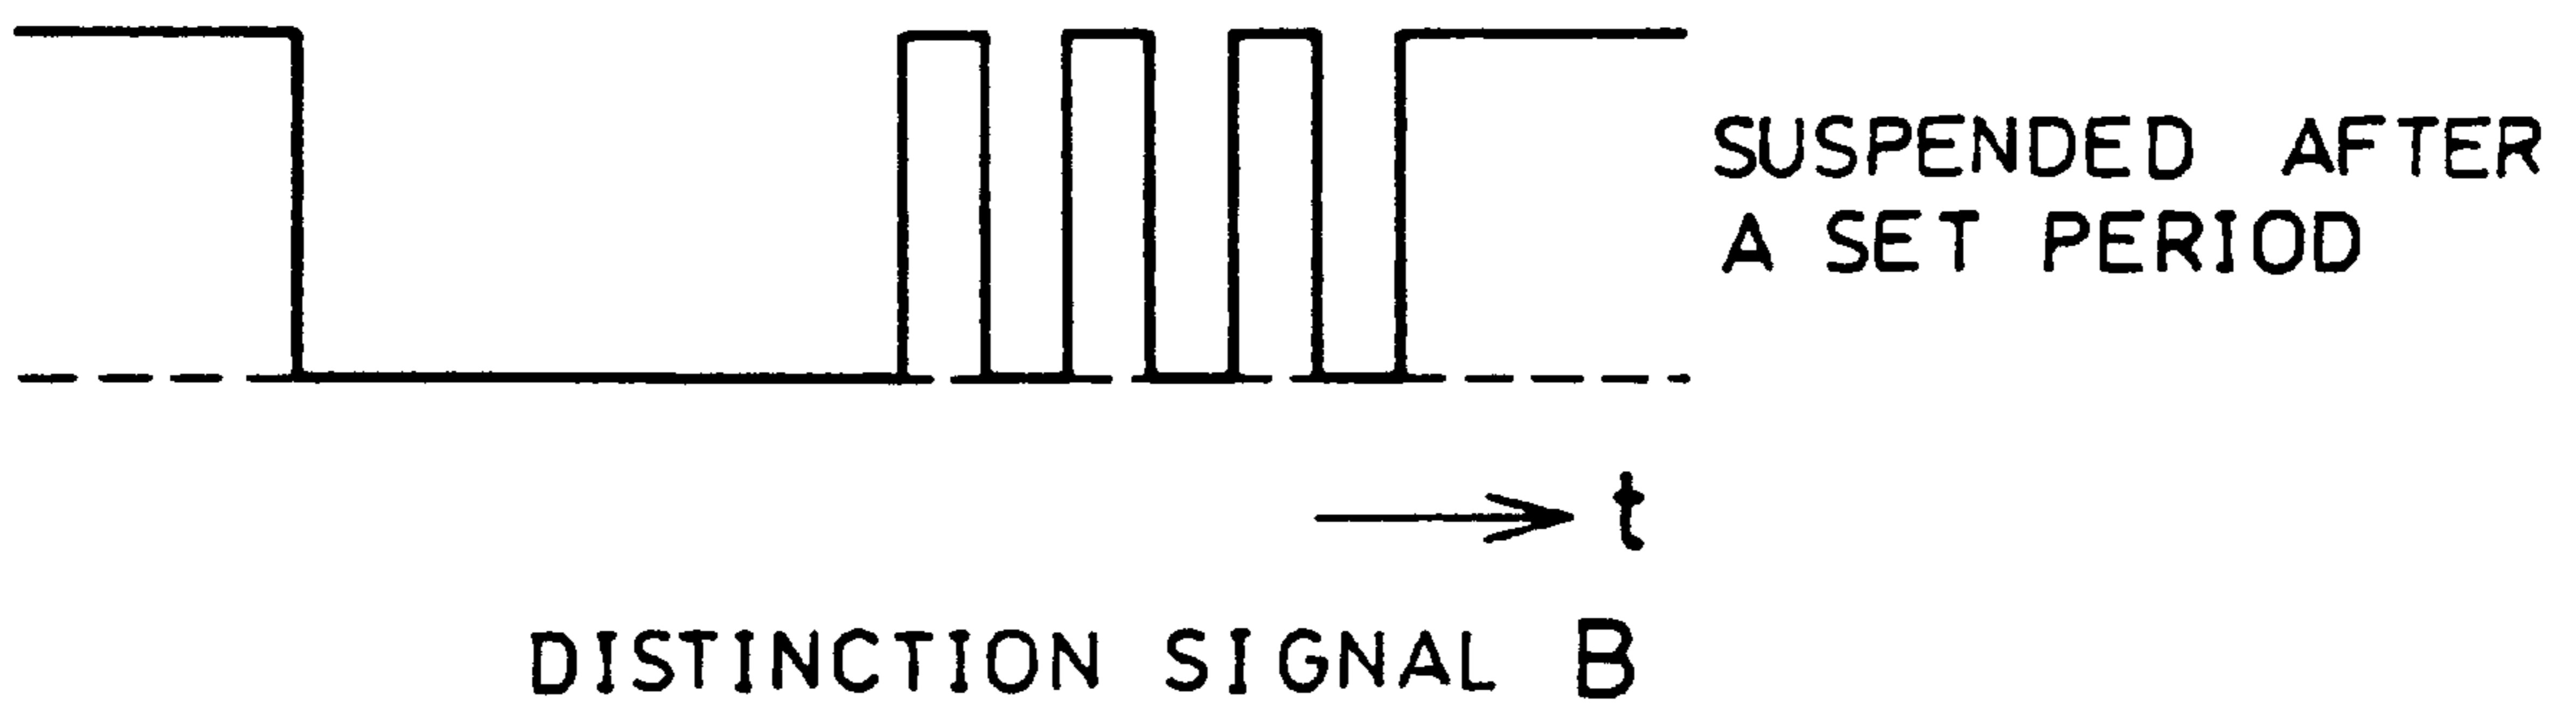 SUSPENDED AFTER
A SET PERIOD
t
DISTINCTION SIGNAL B